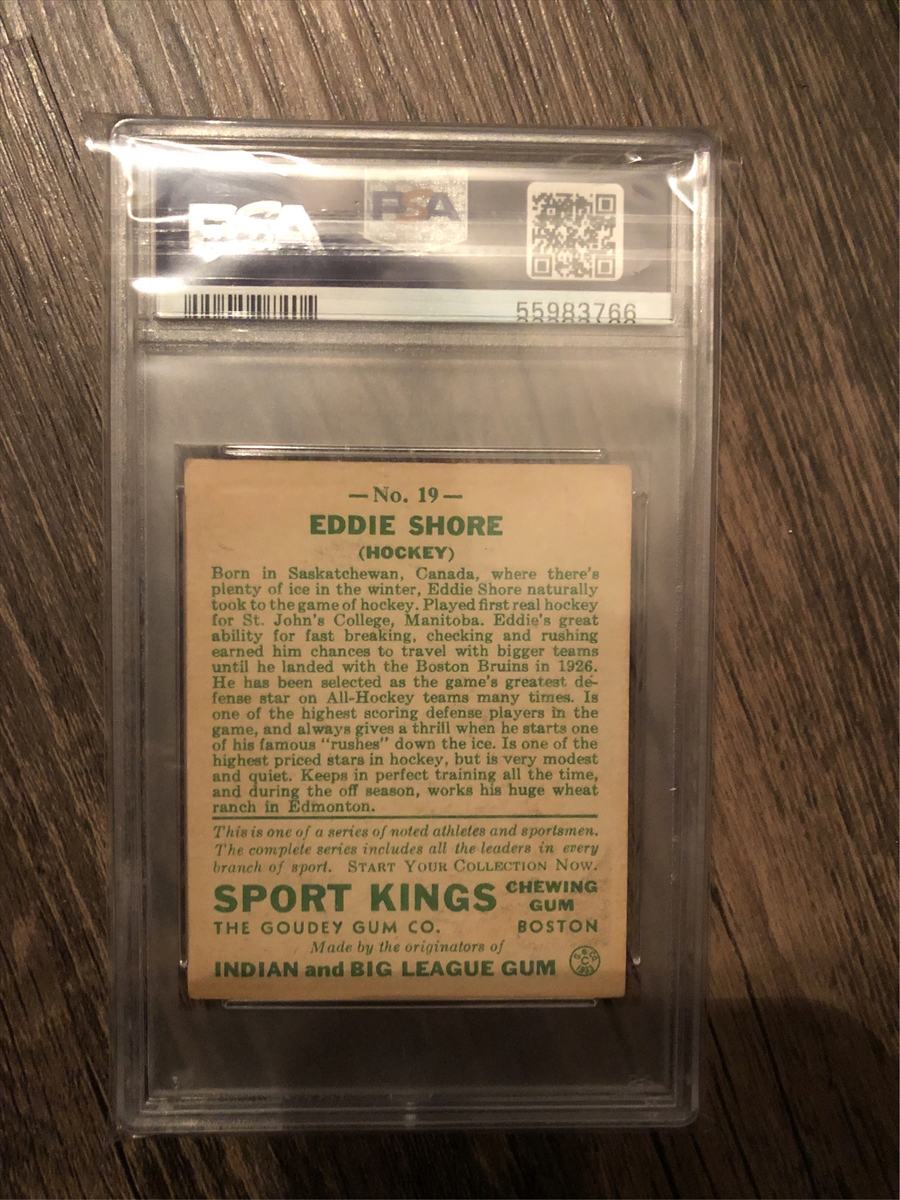 PSA
PSA
55983766
—No. 19—
EDDIE SHORE
(HOCKEY)
Born in Saskatchewan, Canada, where there's
plenty of ice in the winter, Eddie Shore naturally
took to the game of hockey. Played first real hockey
for St. John's College, Manitoba. Eddie's great
ability for fast breaking, checking and rushing
earned him chances to travel with bigger teams
until he landed with the Boston Bruins in 1926.
He has been selected as the game's greatest de-
fense star on All-Hockey teams many times. Is
one of the highest scoring defense players in the
game, and always gives a thrill when he starts one
of his famous "rushes" down the ice. Is one of the
highest priced stars in hockey, but is very modest
and quiet. Keeps in perfect training all the time,
and during the off season, works his huge wheat
ranch in Edmonton.
This is one of a series of noted athletes and sportsmen.
The complete series includes all the leaders in every
branch of sport. START YOUR COLLECTION NOW.
SPORT KINGS CHEWING GUM
THE GOUDEY GUM CO. BOSTON
Made by the originators of
INDIAN and BIG LEAGUE GUM